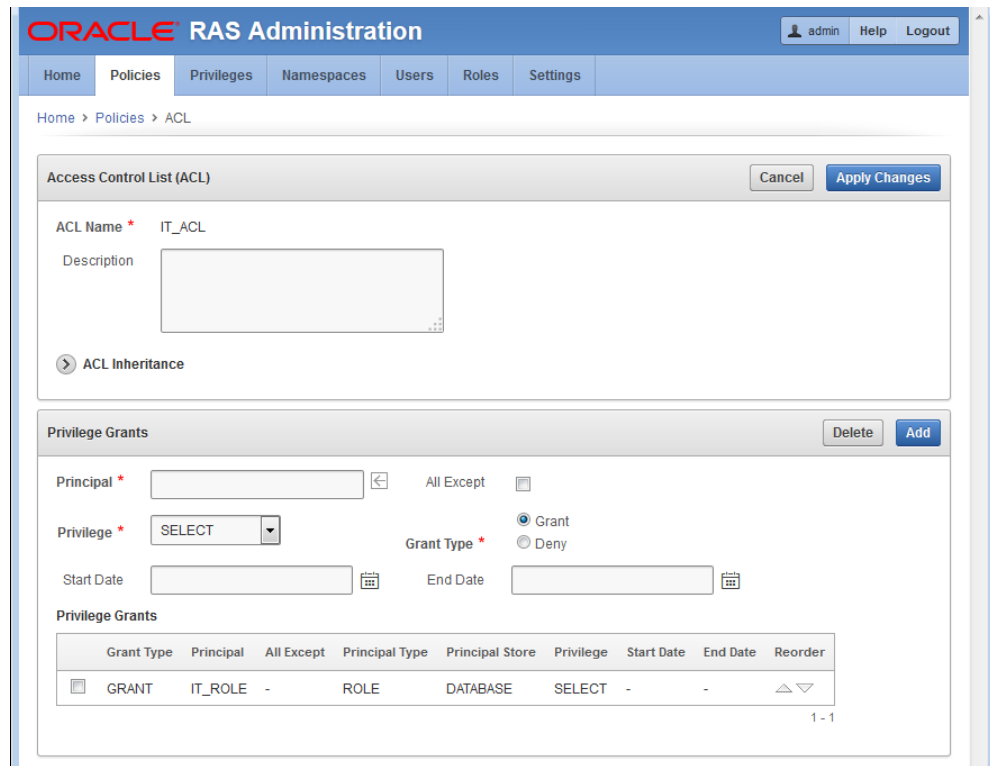 ORACLE RAS Administration
admin Help Logout
Home Policies Privileges Namespaces Users Roles Settings
Home > Policies > ACL
Access Control List (ACL)
Cancel Apply Changes
ACL Name * IT_ACL
Description
ACL Inheritance
Privilege Grants
Delete Add
Principal * All Except
Privilege * SELECT
Grant Type * Grant
Deny
Start Date End Date
Privilege Grants
Grant Type Principal All Except Principal Type Principal Store Privilege Start Date End Date Reorder
GRANT IT_ROLE - ROLE DATABASE SELECT - -
1 - 1